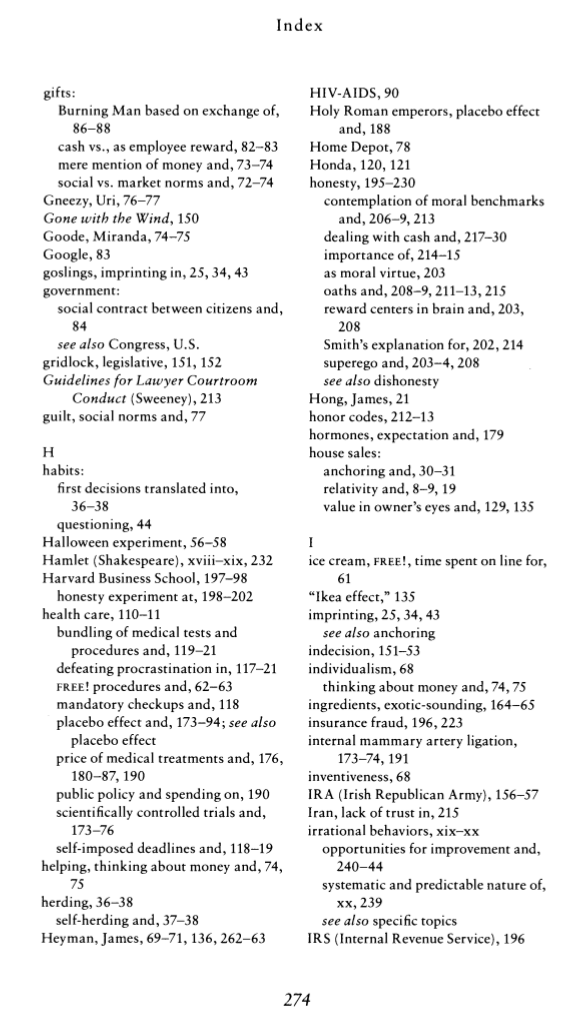 Index
gifts:
Burning Man based on exchange of,
86–88
cash vs., as employee reward, 82–83
mere mention of money and, 73–74
social vs. market norms and, 72–74
Gneezy, Uri, 76–77
Gone with the Wind, 150
Goode, Miranda, 74–75
Google, 83
goslings, imprinting in, 25, 34, 43
government:
social contract between citizens and,
84
see also Congress, U.S.
gridlock, legislative, 151, 152
Guidelines for Lawyer Courtroom
Conduct (Sweeney), 213
guilt, social norms and, 77
H
habits:
first decisions translated into,
36–38
questioning, 44
Halloween experiment, 56–58
Hamlet (Shakespeare), xviii–xix, 232
Harvard Business School, 197–98
honesty experiment at, 198–202
health care, 110–11
bundling of medical tests and
procedures and, 119–21
defeating procrastination in, 117–21
FREE! procedures and, 62–63
mandatory checkups and, 118
placebo effect and, 173–94; see also
placebo effect
price of medical treatments and, 176,
180–87, 190
public policy and spending on, 190
scientifically controlled trials and,
173–76
self-imposed deadlines and, 118–19
helping, thinking about money and, 74,
75
herding, 36–38
self-herding and, 37–38
Heyman, James, 69–71, 136, 262–63
HIV-AIDS, 90
Holy Roman emperors, placebo effect
and, 188
Home Depot, 78
Honda, 120, 121
honesty, 195–230
contemplation of moral benchmarks
and, 206–9, 213
dealing with cash and, 217–30
importance of, 214–15
as moral virtue, 203
oaths and, 208–9, 211–13, 215
reward centers in brain and, 203,
208
Smith's explanation for, 202, 214
superego and, 203–4, 208
see also dishonesty
Hong, James, 21
honor codes, 212–13
hormones, expectation and, 179
house sales:
anchoring and, 30–31
relativity and, 8–9, 19
value in owner's eyes and, 129, 135
I
ice cream, FREE!, time spent on line for,
61
"Ikea effect," 135
imprinting, 25, 34, 43
see also anchoring
indecision, 151–53
individualism, 68
thinking about money and, 74, 75
ingredients, exotic-sounding, 164–65
insurance fraud, 196, 223
internal mammary artery ligation,
173–74, 191
inventiveness, 68
IRA (Irish Republican Army), 156–57
Iran, lack of trust in, 215
irrational behaviors, xix–xx
opportunities for improvement and,
240–44
systematic and predictable nature of,
xx, 239
see also specific topics
IRS (Internal Revenue Service), 196
274